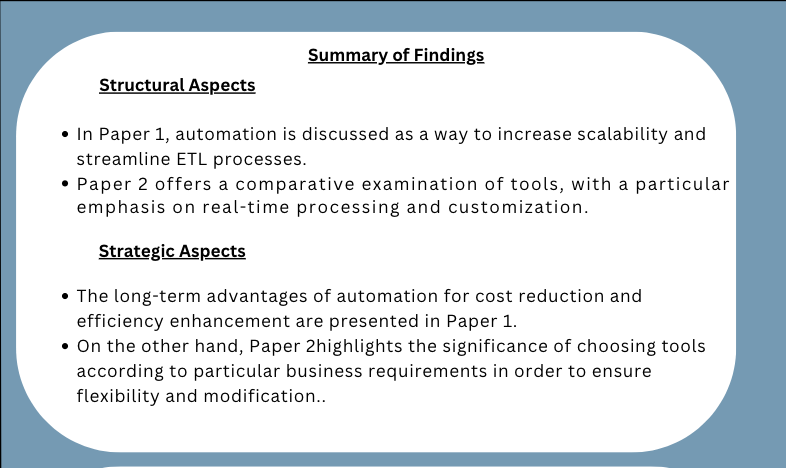 Summary of Findings
Structural Aspects
• In Paper 1, automation is discussed as a way to increase scalability and
streamline ETL processes.
• Paper 2 offers a comparative examination of tools, with a particular
emphasis on real-time processing and customization.
Strategic Aspects
• The long-term advantages of automation for cost reduction and
efficiency enhancement are presented in Paper 1.
• On the other hand, Paper 2highlights the significance of choosing tools
according to particular business requirements in order to ensure
flexibility and modification..